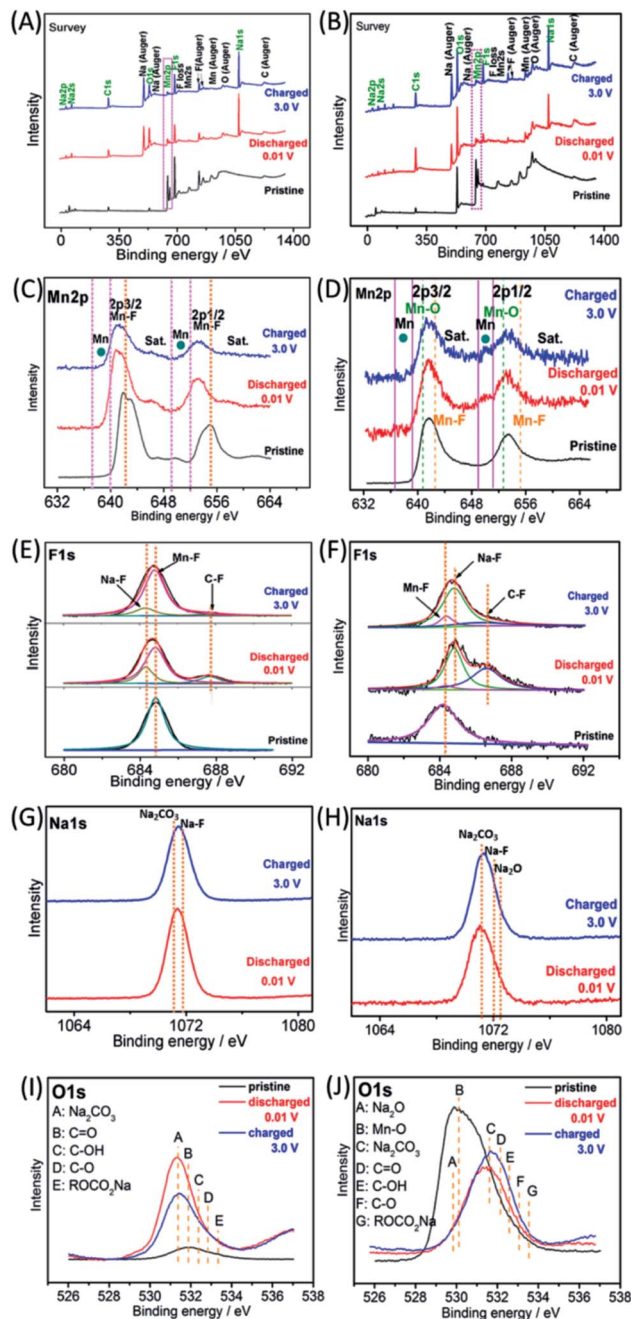 (A)
Survey
Na2p
Na2s
C1s
Na (Auger)
O1s
Na (Auger)
Mn2p
F1s
F loss
Mn2s
F(Auger)
Mn (Auger)
O (Auger)
Na1s
C (Auger)
Charged
3.0 V
Discharged
0.01 V
Pristine
Intensity
0 350 700 1050 1400
Binding energy / eV
(B)
Survey
Na2p
Na2s
C1s
Na (Auger)
O1s
Na (Auger)
Mn2p
F1s
F loss
Mn2s
F (Auger)
Mn (Auger)
O (Auger)
Na1s
C (Auger)
Charged
3.0 V
Discharged
0.01 V
Pristine
Intensity
0 350 700 1050 1400
Binding energy / eV
(C) Mn2p
2p3/2
Mn-F
2p1/2
Mn-F
Mn
Sat.
Mn
Sat.
Charged
3.0 V
Discharged
0.01 V
Pristine
Intensity
632 640 648 656 664
Binding energy / eV
(D)
Mn2p 2p3/2 2p1/2
Mn-O Mn-O
Mn Sat. Mn Sat.
Charged
3.0 V
Discharged
0.01 V
Mn-F Mn-F
Pristine
Intensity
632 640 648 656 664
Binding energy / eV
(E) F1s
Na-F
Mn-F
C-F
Charged
3.0 V
Discharged
0.01 V
Pristine
Intensity
680 684 688 692
Binding energy / eV
(F) F1s
Mn-F
Na-F
C-F
Charged
3.0 V
Discharged
0.01 V
Pristine
Intensity
680 684 688 692
Binding energy / eV
(G) Na1s
Na₂CO₃
Na-F
Charged
3.0 V
Discharged
0.01 V
Intensity
1064 1072 1080
Binding energy / eV
(H) Na1s
Na₂CO₃
Na-F
Na₂O
Charged
3.0 V
Discharged
0.01 V
Intensity
1064 1072 1080
Binding energy / eV
(I) O1s
A: Na₂CO₃
B: C=O
C: C-OH
D: C-O
E: ROCO₂Na
pristine
discharged
0.01 V
charged
3.0 V
A
B
C
D
E
Intensity
526 528 530 532 534 536 538
Binding energy / eV
(J) O1s
A: Na₂O
B: Mn-O
C: Na₂CO₃
D: C=O
E: C-OH
F: C-O
G: ROCO₂Na
pristine
discharged
0.01 V
charged
3.0 V
B
A
C
D
E
F
G
Intensity
526 528 530 532 534 536 538
Binding energy / eV